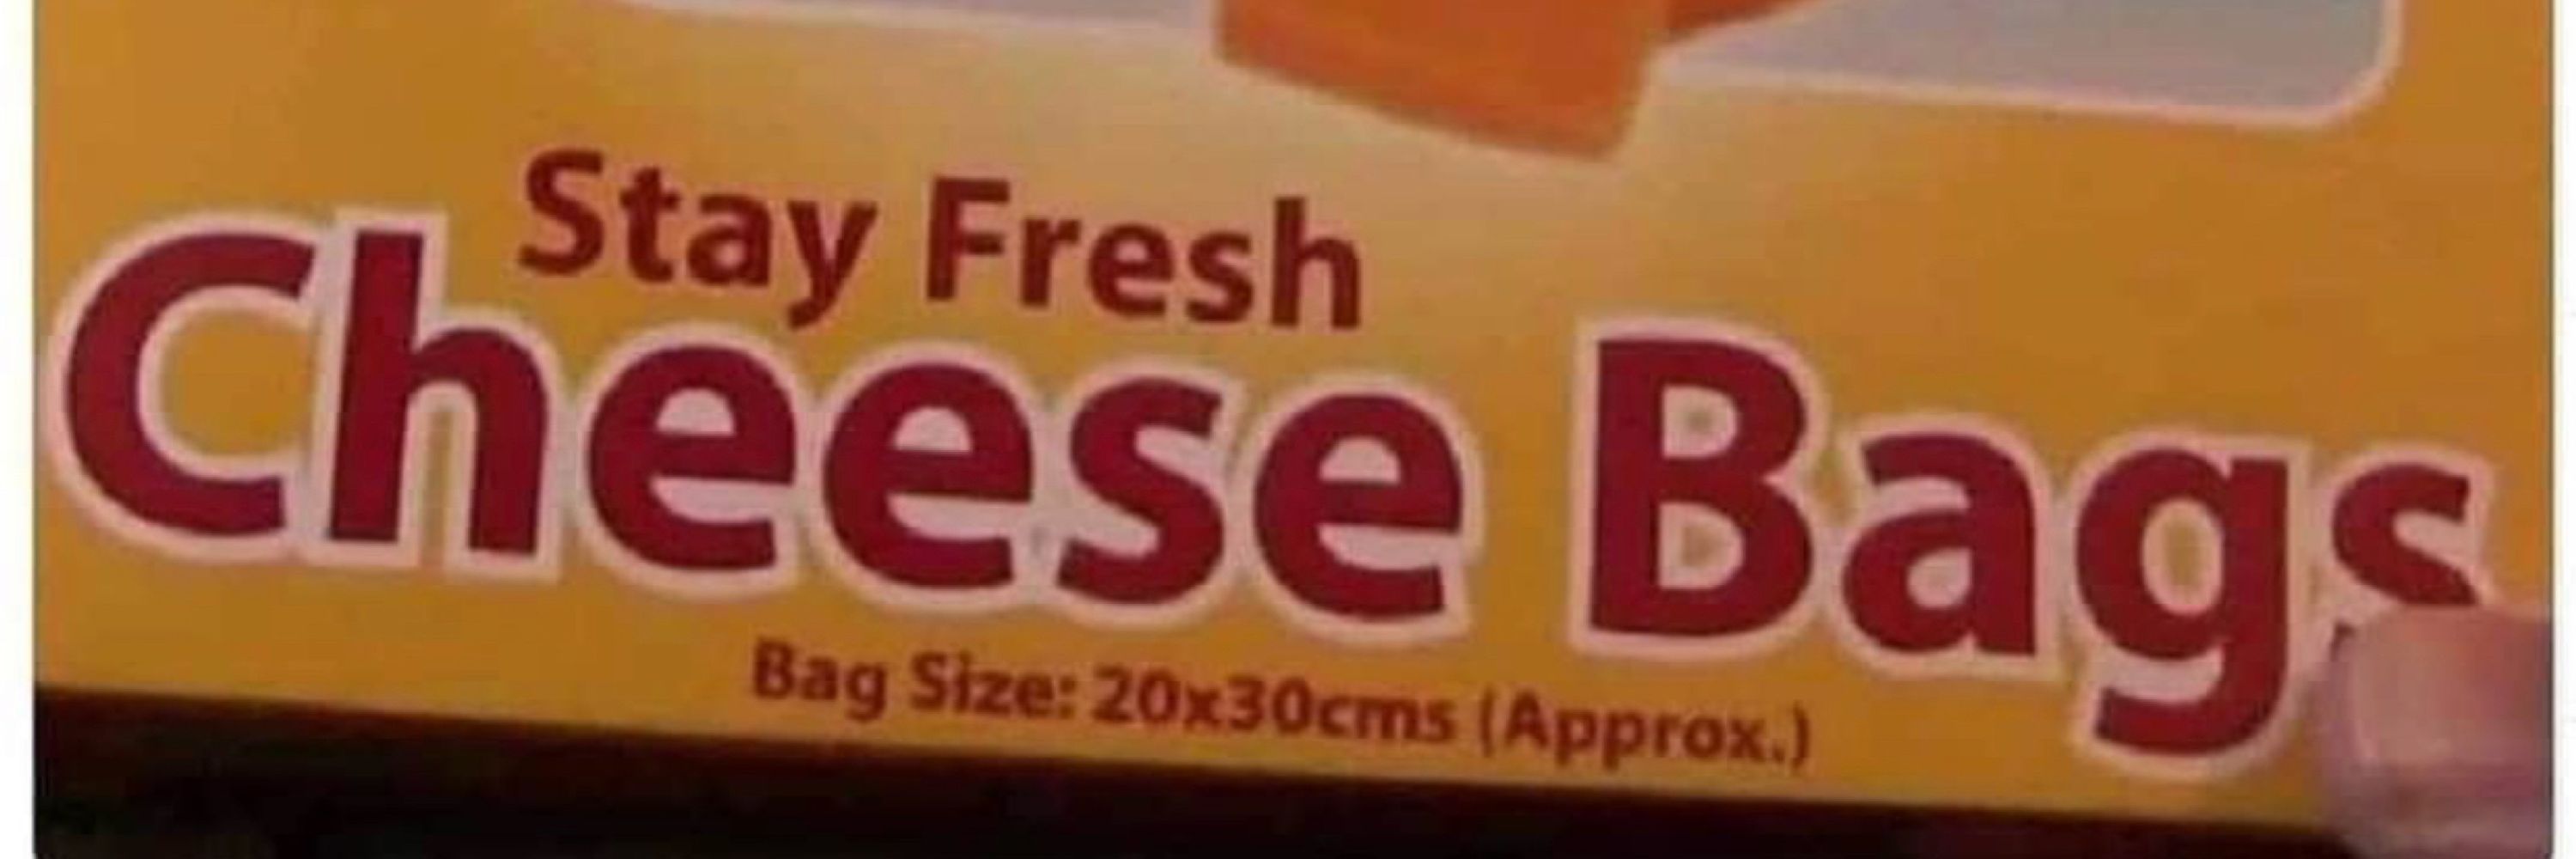 Stay Fresh
Cheese Bags
Bag Size: 20x30cms (Approx.)